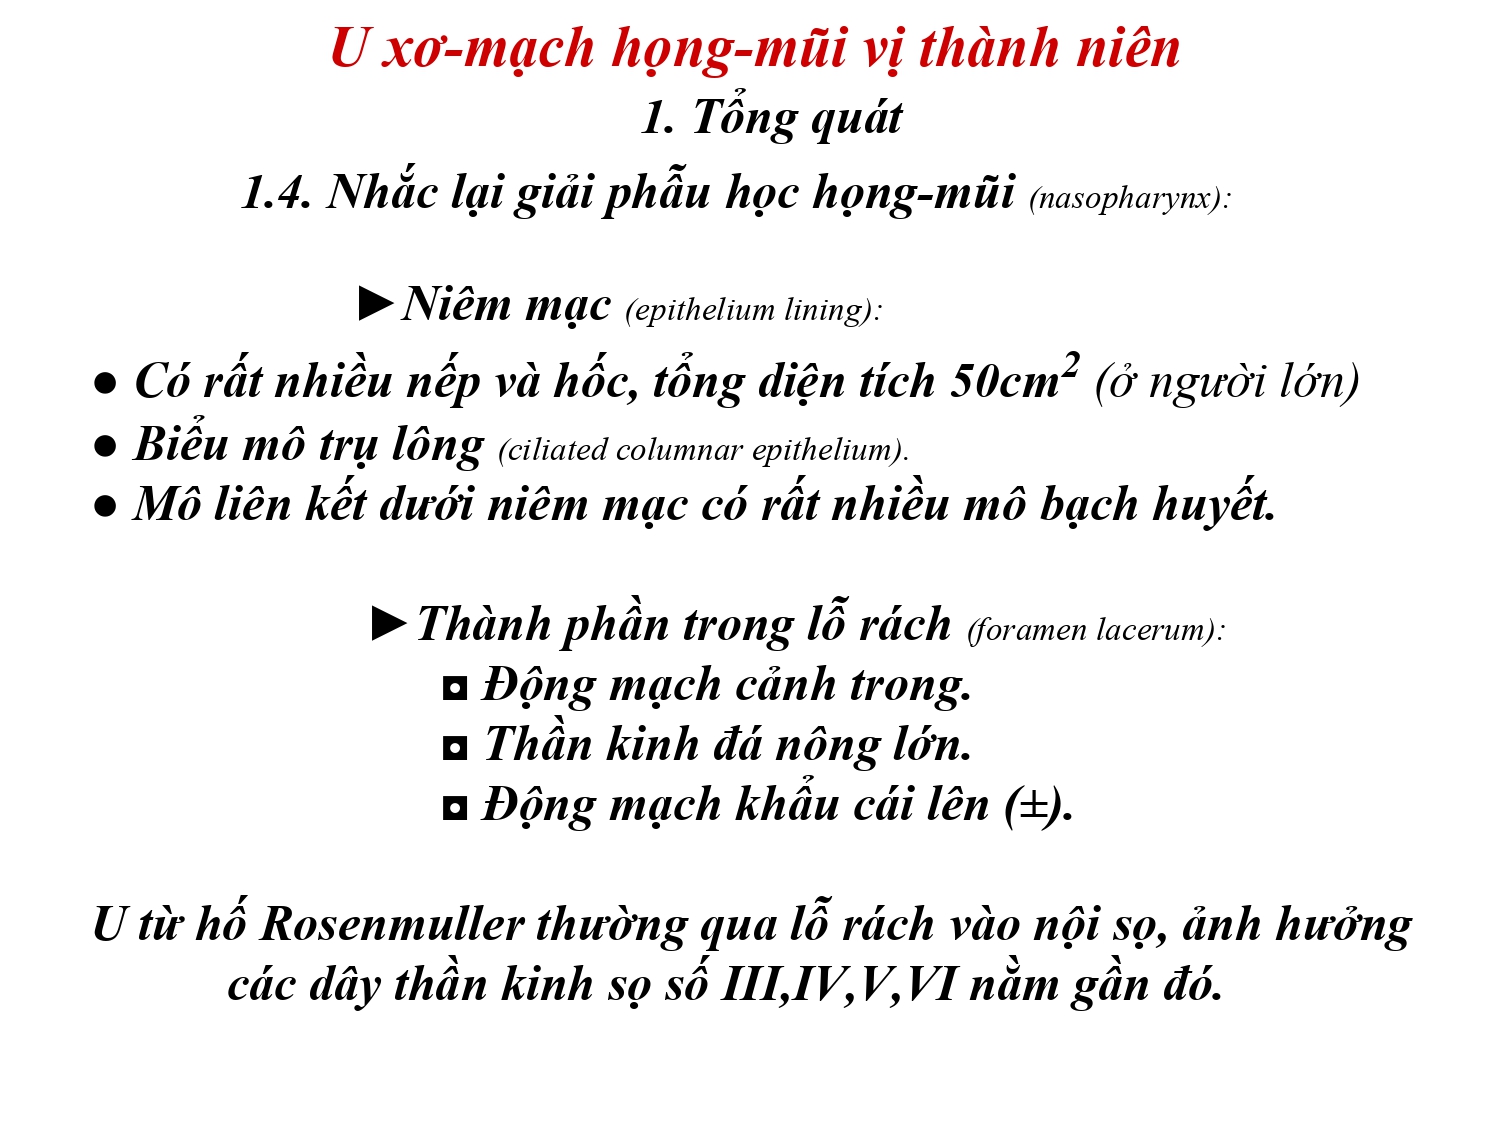 U xơ-mạch họng-mũi vị thành niên
1. Tổng quát
1.4. Nhắc lại giải phẫu học họng-mũi (nasopharynx):
►Niêm mạc (epithelium lining):
● Có rất nhiều nếp và hốc, tổng diện tích 50cm² (ở người lớn)
● Biểu mô trụ lông (ciliated columnar epithelium).
● Mô liên kết dưới niêm mạc có rất nhiều mô bạch huyết.
►Thành phần trong lỗ rách (foramen lacerum):
◘ Động mạch cảnh trong.
◘ Thần kinh đá nông lớn.
◘ Động mạch khẩu cái lên (±).
U từ hố Rosenmuller thường qua lỗ rách vào nội sọ, ảnh hưởng
các dây thần kinh sọ số III,IV,V,VI nằm gần đó.